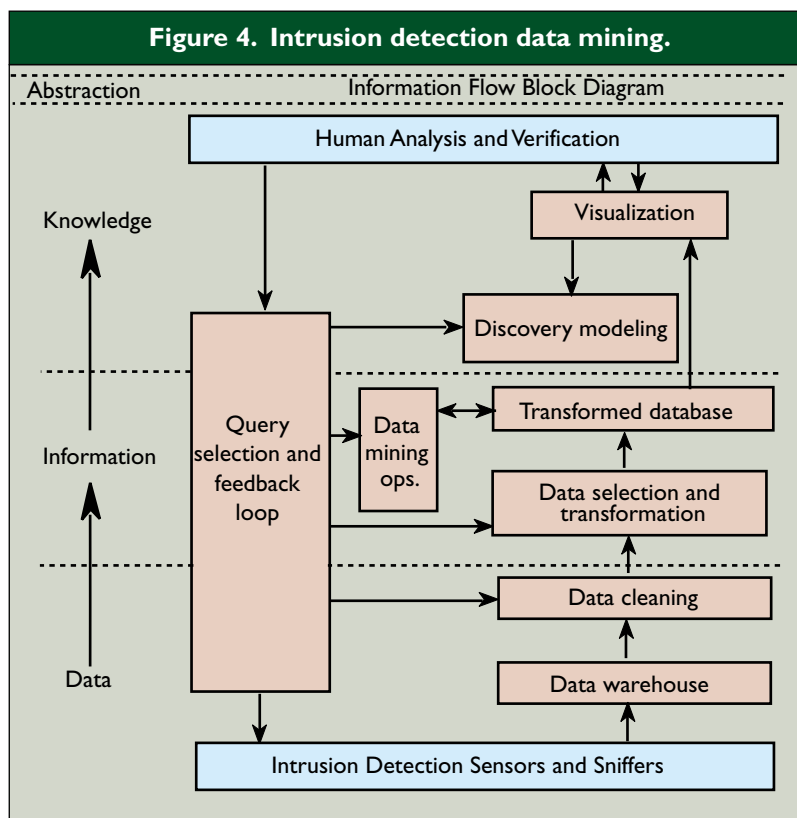 Figure 4. Intrusion detection data mining.
Abstraction
Information Flow Block Diagram
Human Analysis and Verification
Visualization
Knowledge
Discovery modeling
Query
selection and
feedback
loop
Data
mining
ops.
Transformed database
Information
Data selection and
transformation
Data cleaning
Data
Data warehouse
Intrusion Detection Sensors and Sniffers